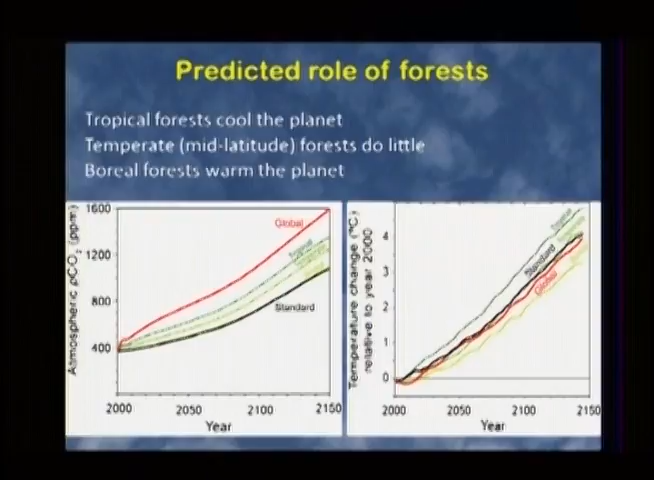 Predicted role of forests
Tropical forests cool the planet
Temperate (mid-latitude) forests do little
Boreal forests warm the planet
Atmospheric pCO₂ (ppm)
1600
1200
800
400
Global
Tropical
Standard
2000 2050 2100 2150
Year
Temperature change (°C)
relative to year 2000
4
3
2
1
0
Tropical
Standard
Global
2000 2050 2100 2150
Year